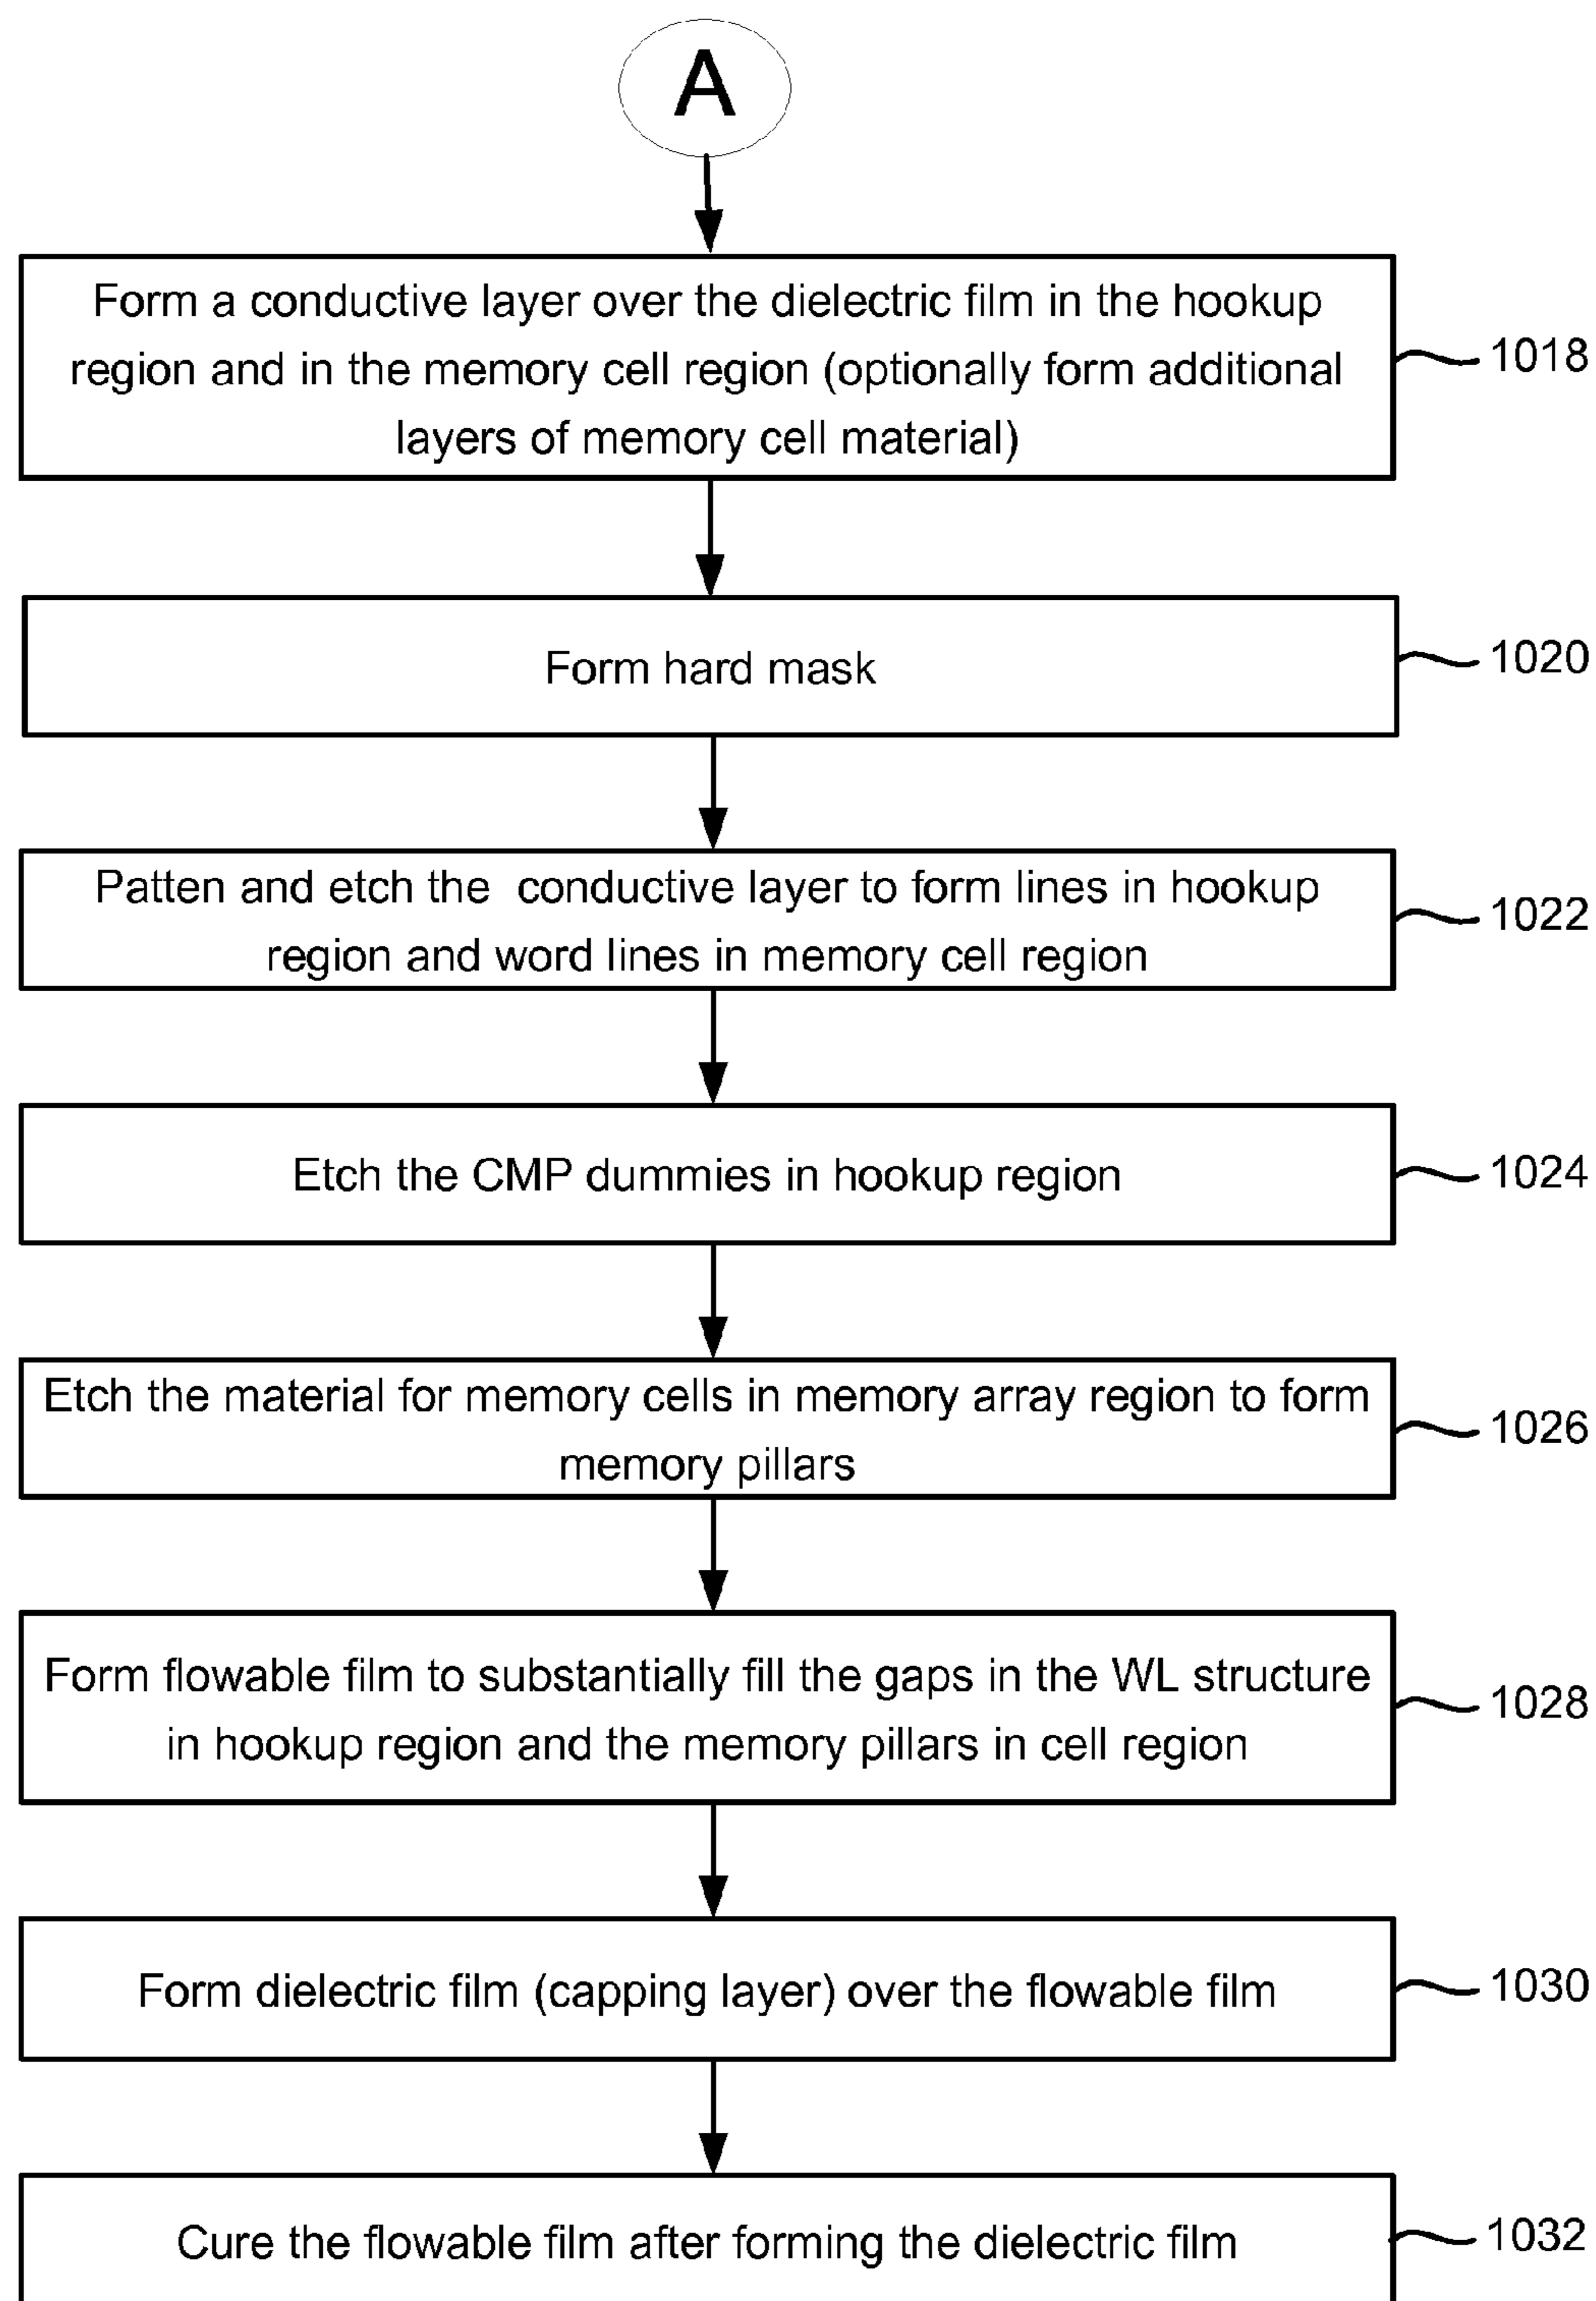 A
Form a conductive layer over the dielectric film in the hookup
region and in the memory cell region (optionally form additional
layers of memory cell material)
1018
Form hard mask
1020
Patten and etch the conductive layer to form lines in hookup
region and word lines in memory cell region
1022
Etch the CMP dummies in hookup region
1024
Etch the material for memory cells in memory array region to form
memory pillars
1026
Form flowable film to substantially fill the gaps in the WL structure
in hookup region and the memory pillars in cell region
1028
Form dielectric film (capping layer) over the flowable film
1030
Cure the flowable film after forming the dielectric film
1032